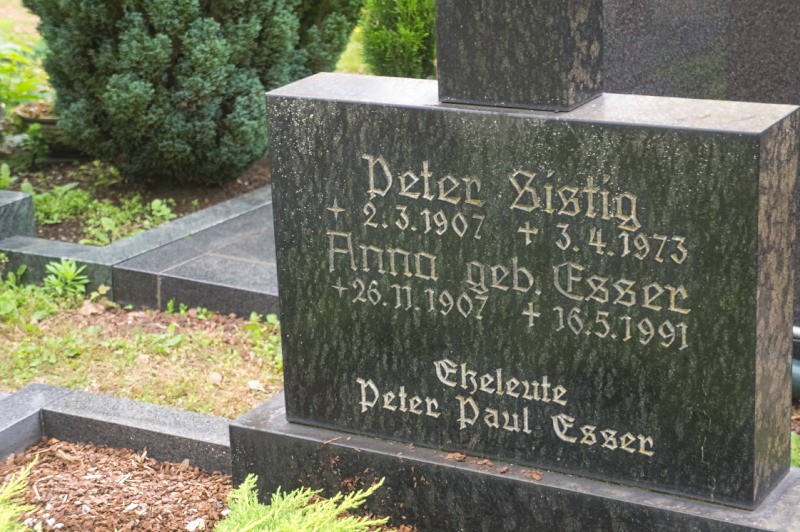 Peter Sistig
+ 2.3.1907 + 3.4.1973
Anna geb. Esser
+ 26.11.1907 + 16.5.1991
Eheleute
Peter Paul Esser